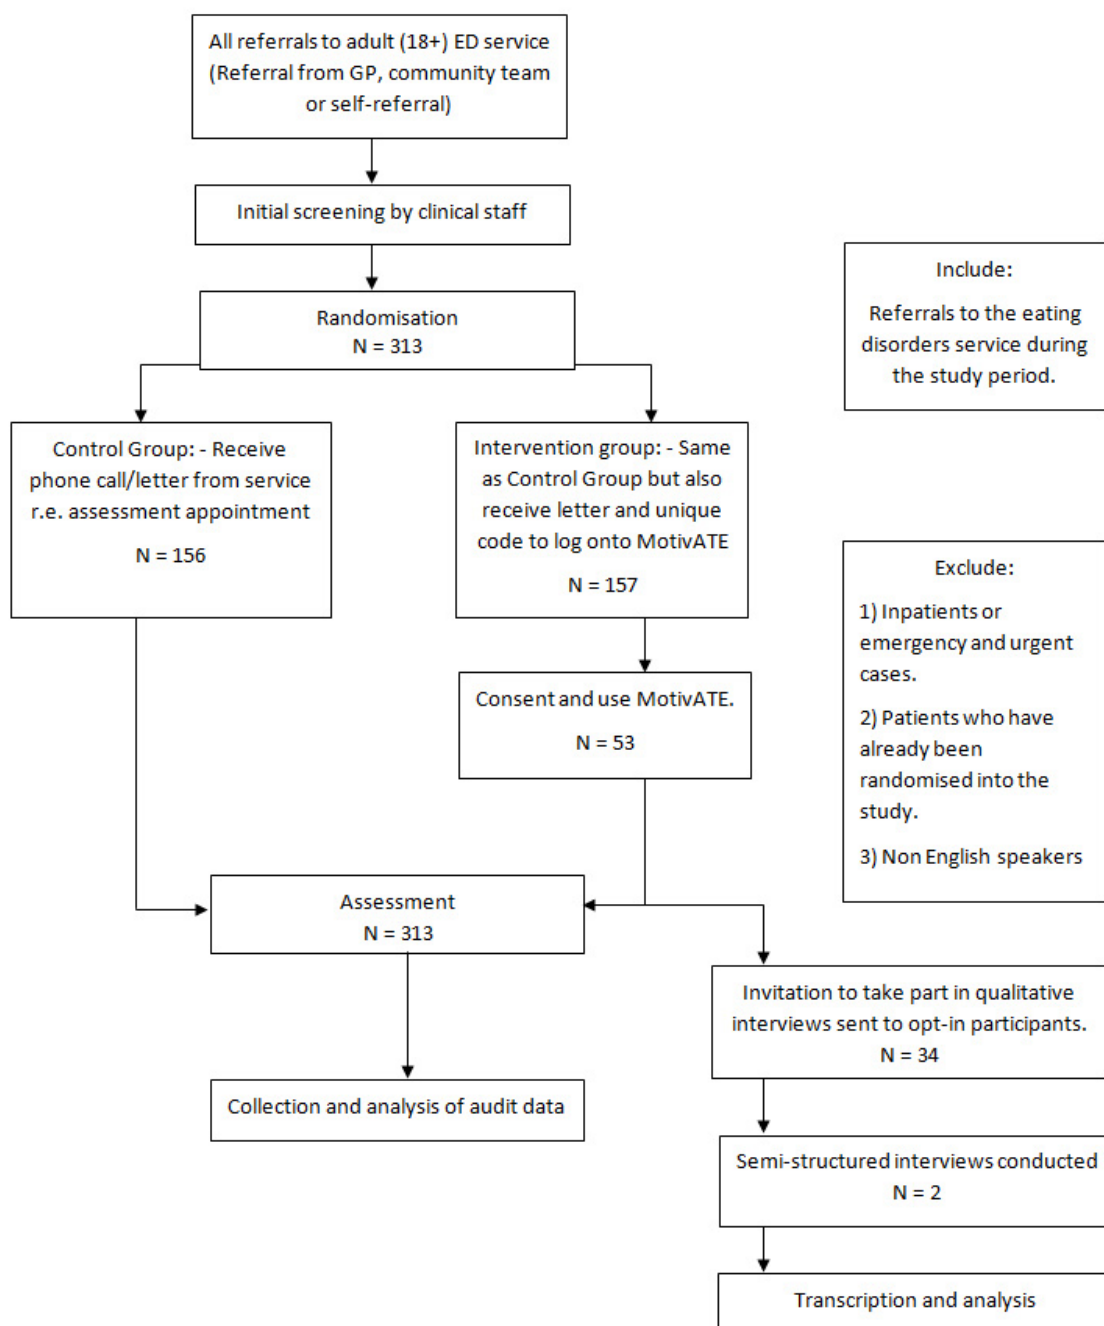 All referrals to adult (18+) ED service
(Referral from GP, community team
or self-referral)
Initial screening by clinical staff
Randomisation
N = 313
Include:
Referrals to the eating
disorders service during
the study period.
Control Group: - Receive
phone call/letter from service
r.e. assessment appointment
N = 156
Intervention group: - Same
as Control Group but also
receive letter and unique
code to log onto MotivATE
N = 157
Exclude:
1) Inpatients or
emergency and urgent
cases.
2) Patients who have
already been
randomised into the
study.
3) Non English speakers
Consent and use MotivATE.
N = 53
Assessment
N = 313
Invitation to take part in qualitative
interviews sent to opt-in participants.
N = 34
Collection and analysis of audit data
Semi-structured interviews conducted
N = 2
Transcription and analysis